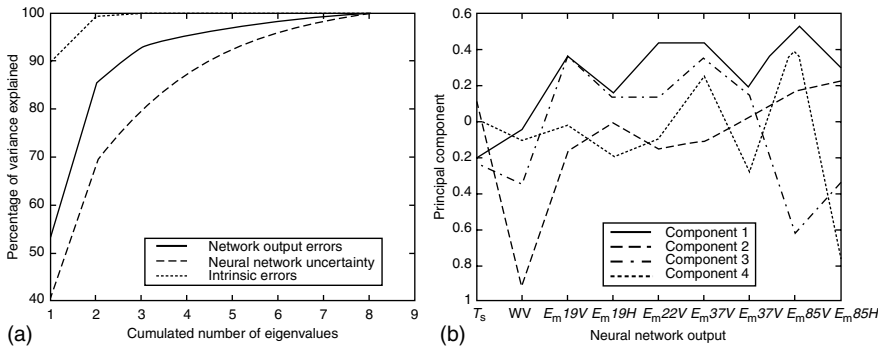 100
90
80
70
60
50
40
Percentage of variance explained
1 2 3 4 5 6 7 8 9
Cumulated number of eigenvalues
Network output errors
Neural network uncertainty
Intrinsic errors
(a)
0.6
0.4
0.2
0
0.2
0.4
0.6
0.8
1
Principal component
Component 1
Component 2
Component 3
Component 4
Ts WV Em19V Em19H Em22V Em37V Em37V Em85V Em85H
Neural network output
(b)